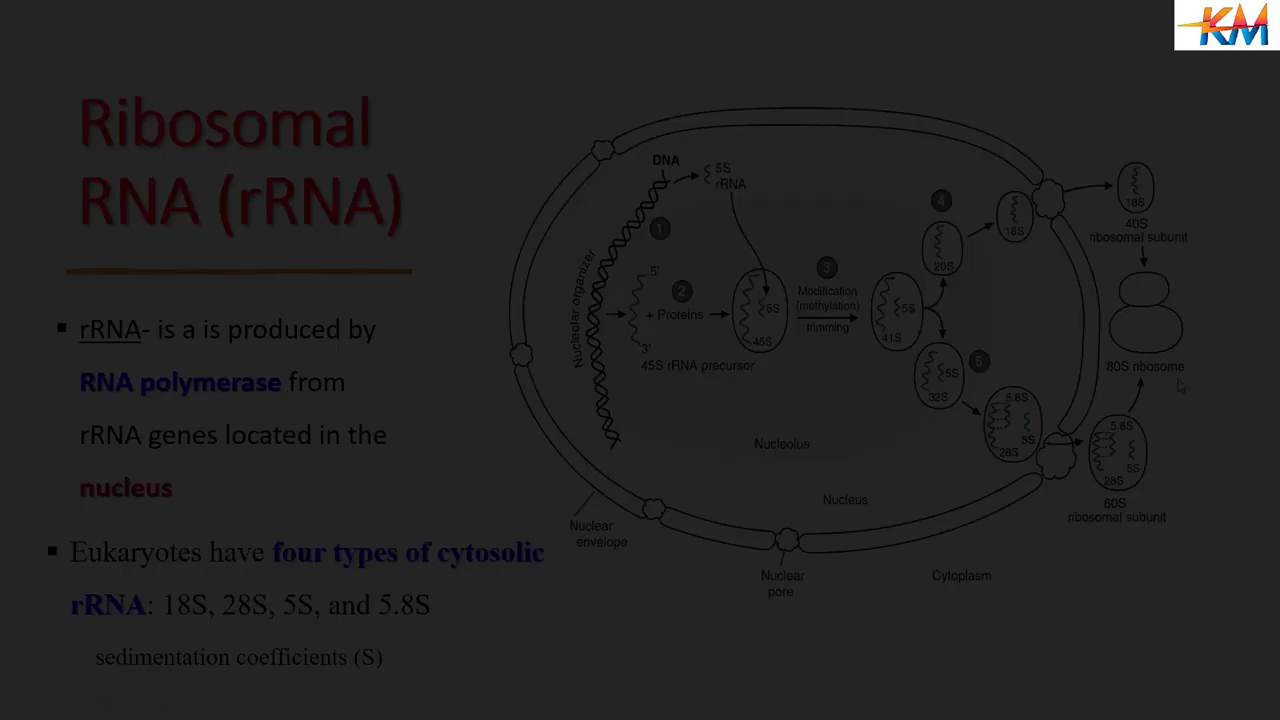 KM
Ribosomal
RNA (rRNA)
▪ rRNA- is a is produced by
RNA polymerase from
rRNA genes located in the
nucleus
▪ Eukaryotes have four types of cytosolic
rRNA: 18S, 28S, 5S, and 5.8S
sedimentation coefficients (S)
DNA
5S
rRNA
1
Nucleolar organizer
5'
2
+ Proteins
3'
45S rRNA precursor
5S
45S
3
Modification
(methylation)
trimming
5S
41S
4
20S
18S
5S
32S
5
5.8S
5S
28S
Nucleolus
Nucleus
Nuclear
envelope
Nuclear
pore
Cytoplasm
18S
40S
ribosomal subunit
80S ribosome
5.8S
5S
28S
60S
ribosomal subunit